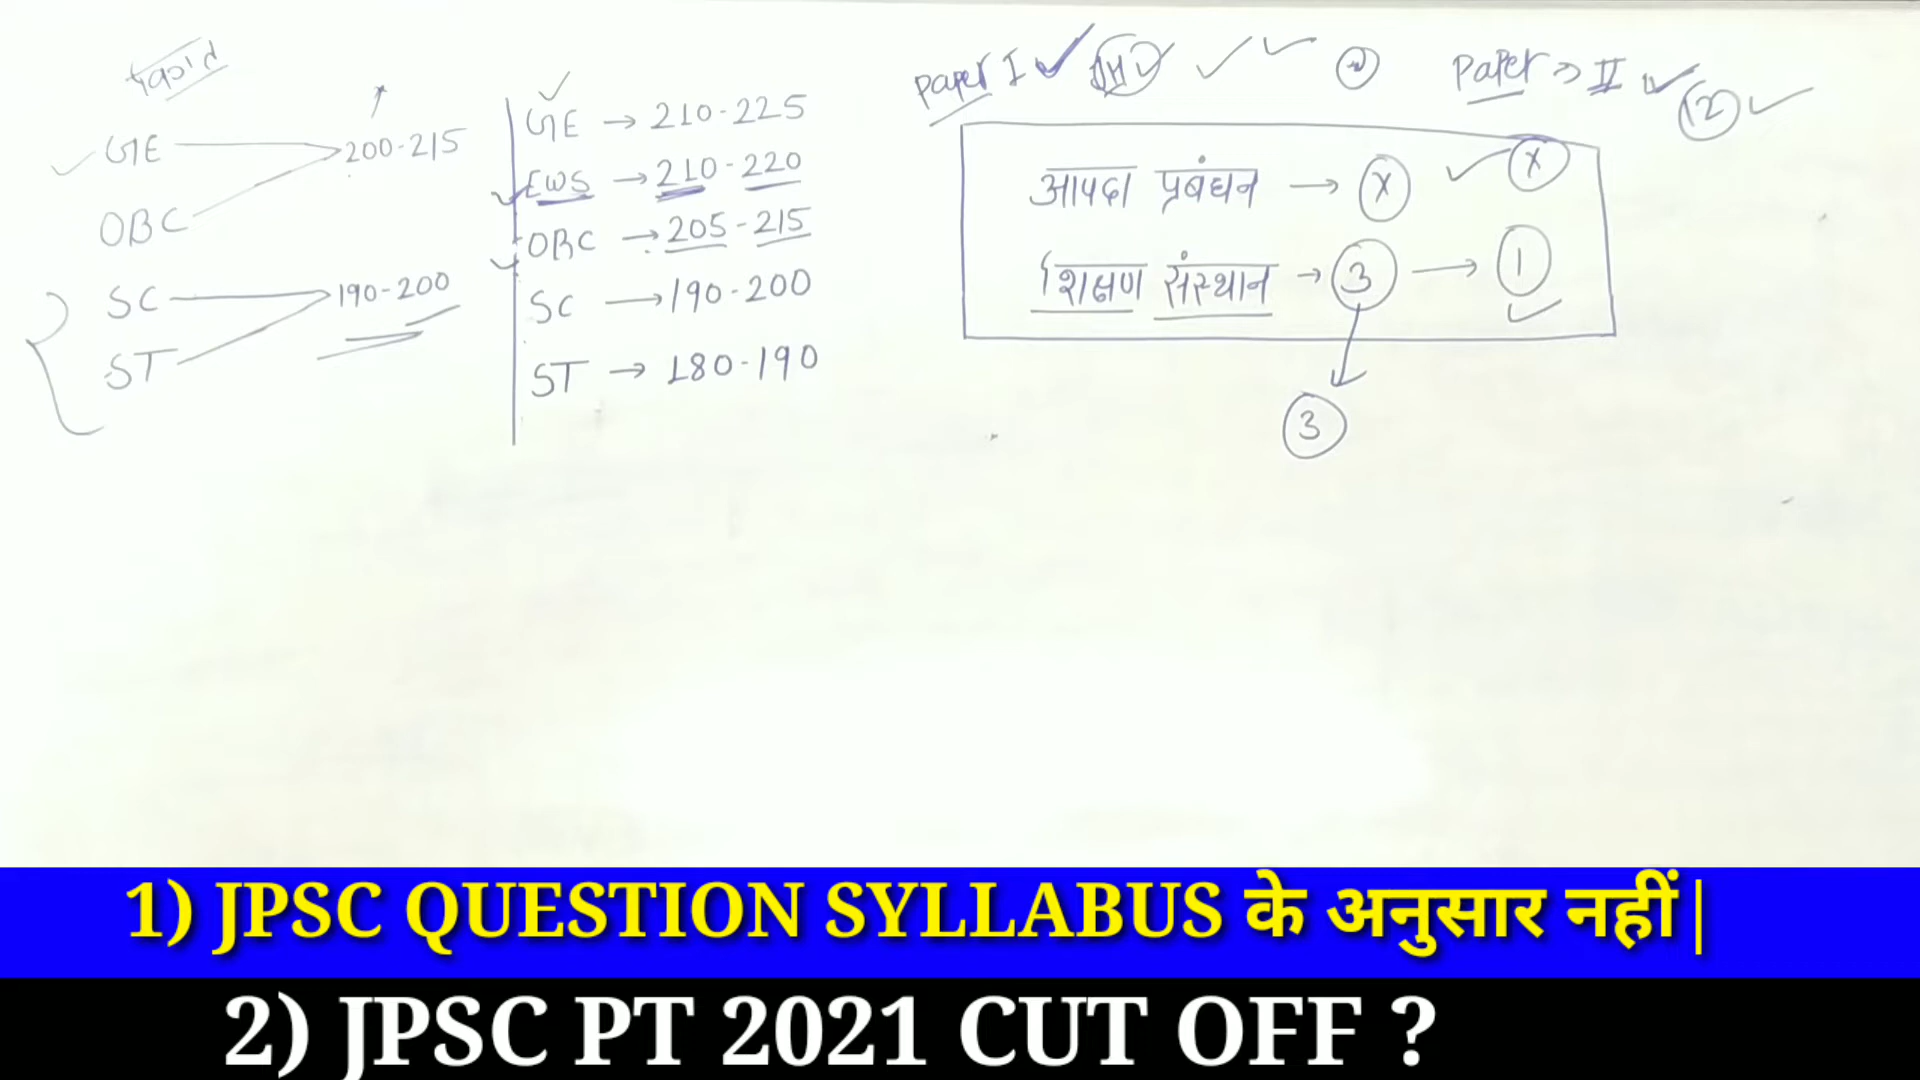 GE 200-215
OBC
SC 190-200
ST
GE → 210-225
EWS → 210-220
OBC → 205-215
SC → 190-200
ST → 180-190
Paper I
Paper → II 12
आपदा प्रबंधन → X X
शिक्षण संस्थान → 3 → 1
3
1) JPSC QUESTION SYLLABUS के अनुसार नहीं|
2) JPSC PT 2021 CUT OFF ?